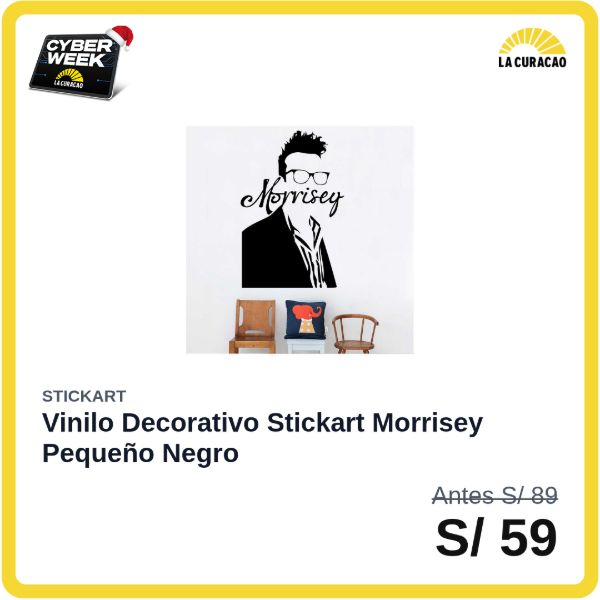 CYBER
WEEK
LA CURACAO
LA CURACAO
Morrisey
STICKART
Vinilo Decorativo Stickart Morrisey
Pequeño Negro
Antes S/ 89
S/ 59